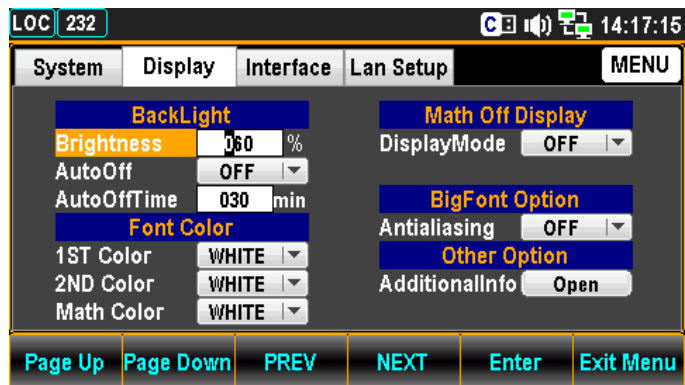 LOC 232 C 14:17:15
System Display Interface Lan Setup MENU
BackLight
Brightness 060 %
AutoOff OFF
AutoOffTime 030 min
Font Color
1ST Color WHITE
2ND Color WHITE
Math Color WHITE
Math Off Display
DisplayMode OFF
BigFont Option
Antialiasing OFF
Other Option
AdditionalInfo Open
Page Up Page Down PREV NEXT Enter Exit Menu